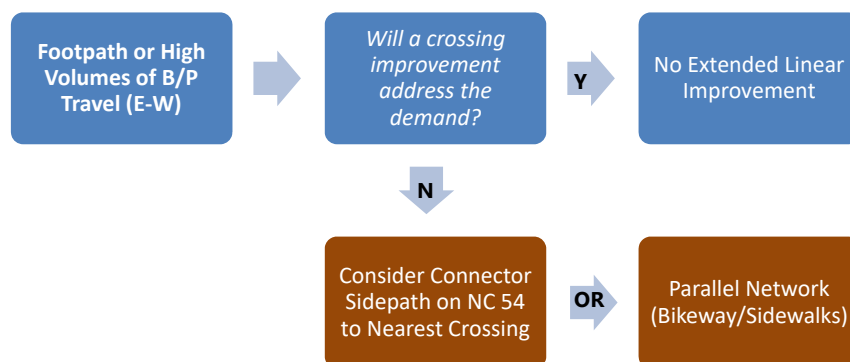 Footpath or High
Volumes of B/P
Travel (E-W)
Will a crossing
improvement
address the
demand?
Y
No Extended Linear
Improvement
N
Consider Connector
Sidepath on NC 54
to Nearest Crossing
OR
Parallel Network
(Bikeway/Sidewalks)